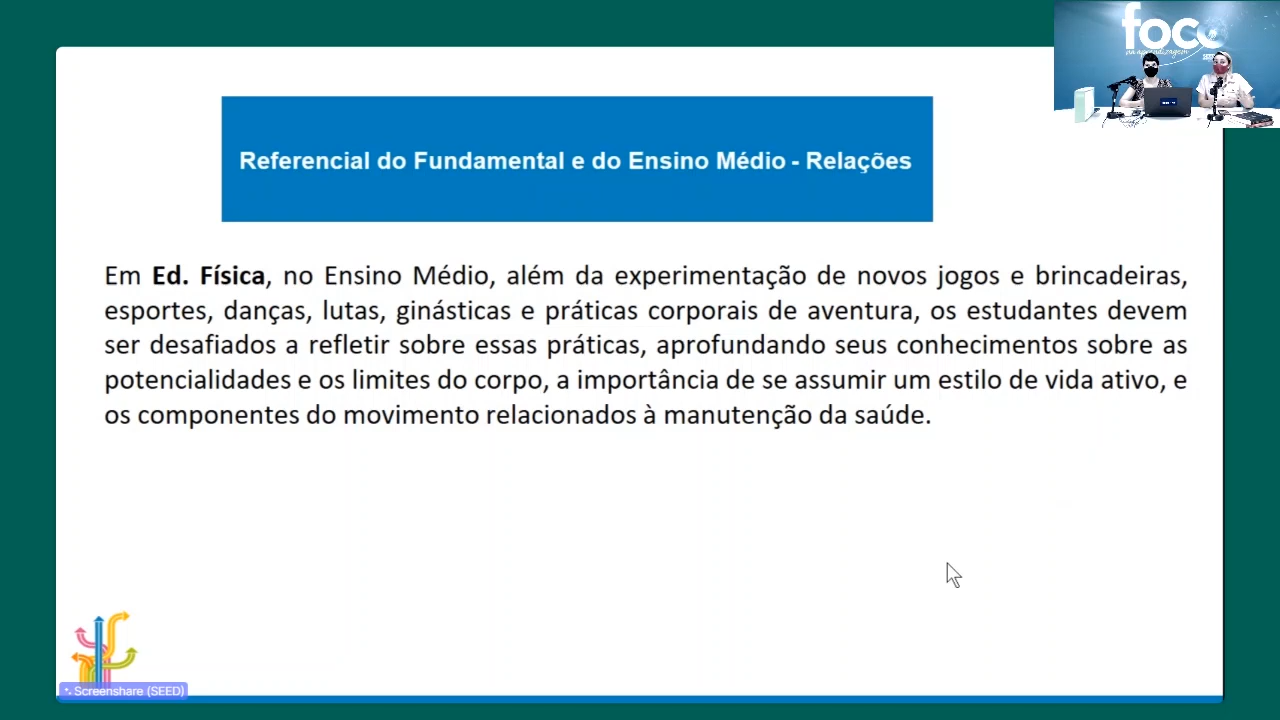 foco
na aprendizagem
Referencial do Fundamental e do Ensino Médio - Relações
Em Ed. Física, no Ensino Médio, além da experimentação de novos jogos e brincadeiras,
esportes, danças, lutas, ginásticas e práticas corporais de aventura, os estudantes devem
ser desafiados a refletir sobre essas práticas, aprofundando seus conhecimentos sobre as
potencialidades e os limites do corpo, a importância de se assumir um estilo de vida ativo, e
os componentes do movimento relacionados à manutenção da saúde.
Screenshare (SEED)